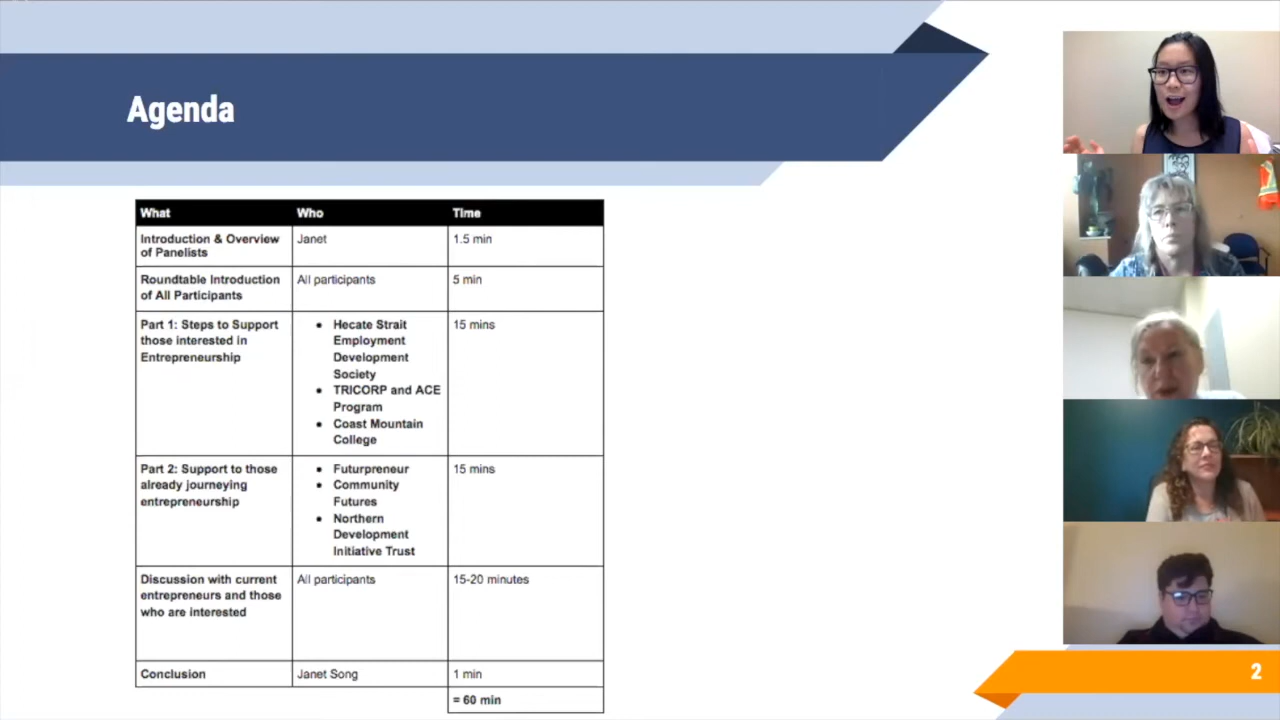 Agenda
What Who Time
Introduction & Overview
of Panelists
Janet
1.5 min
Roundtable Introduction
of All Participants
All participants
5 min
Part 1: Steps to Support
those interested in
Entrepreneurship
• Hecate Strait
Employment
Development
Society
• TRICORP and ACE
Program
• Coast Mountain
College
15 mins
Part 2: Support to those
already journeying
entrepreneurship
• Futurpreneur
• Community
Futures
• Northern
Development
Initiative Trust
15 mins
Discussion with current
entrepreneurs and those
who are interested
All participants
15-20 minutes
Conclusion
Janet Song
1 min
= 60 min
2